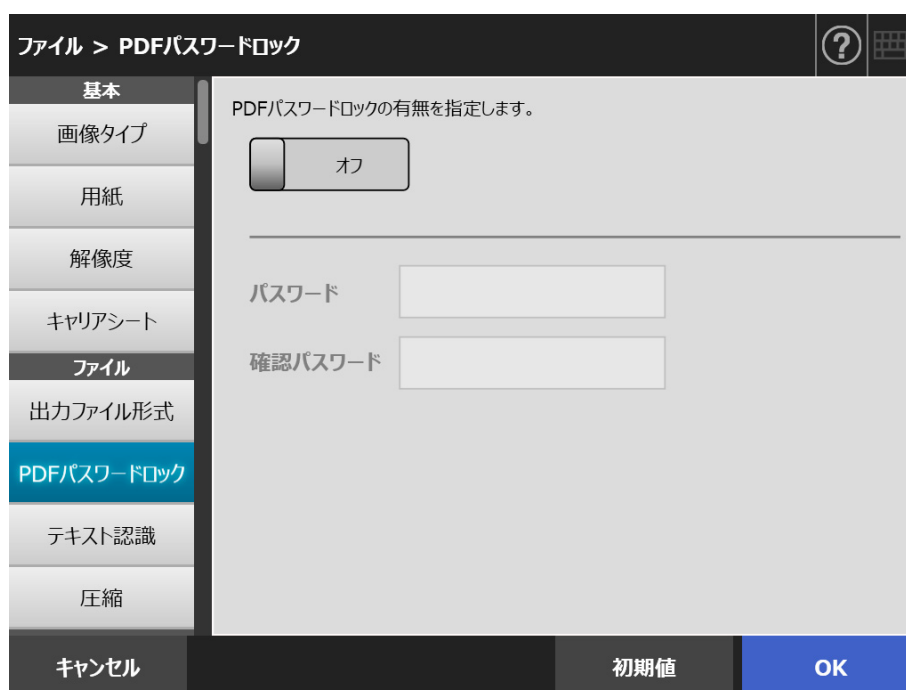 ファイル > PDFパスワードロック
?
基本
画像タイプ
用紙
解像度
キャリアシート
ファイル
出力ファイル形式
PDFパスワードロック
テキスト認識
圧縮
PDFパスワードロックの有無を指定します。
オフ
パスワード
確認パスワード
キャンセル
初期値
OK